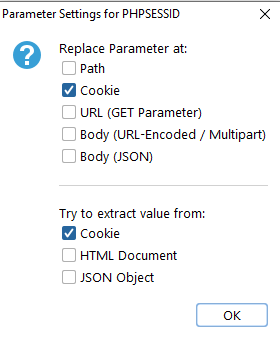 Parameter Settings for PHPSESSID
Replace Parameter at:
Path
Cookie
URL (GET Parameter)
Body (URL-Encoded / Multipart)
Body (JSON)
Try to extract value from:
Cookie
HTML Document
JSON Object
OK